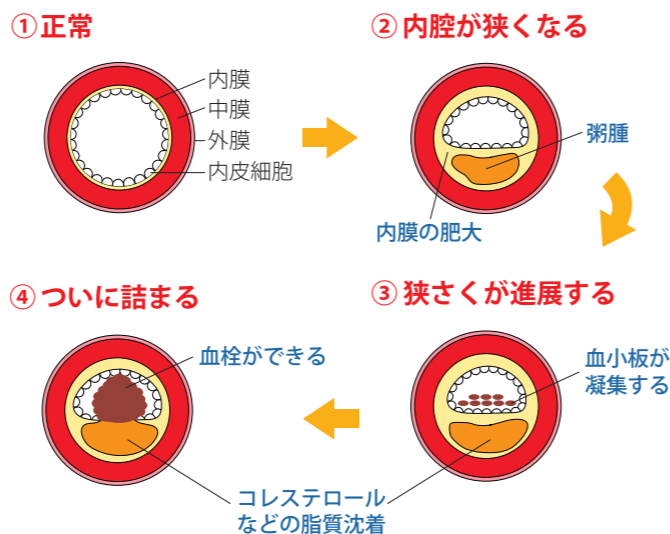 ① 正常
内膜
中膜
外膜
内皮細胞
② 内腔が狭くなる
粥腫
内膜の肥大
③ 狭さくが進展する
血小板が
凝集する
④ ついに詰まる
血栓ができる
コレステロール
などの脂質沈着